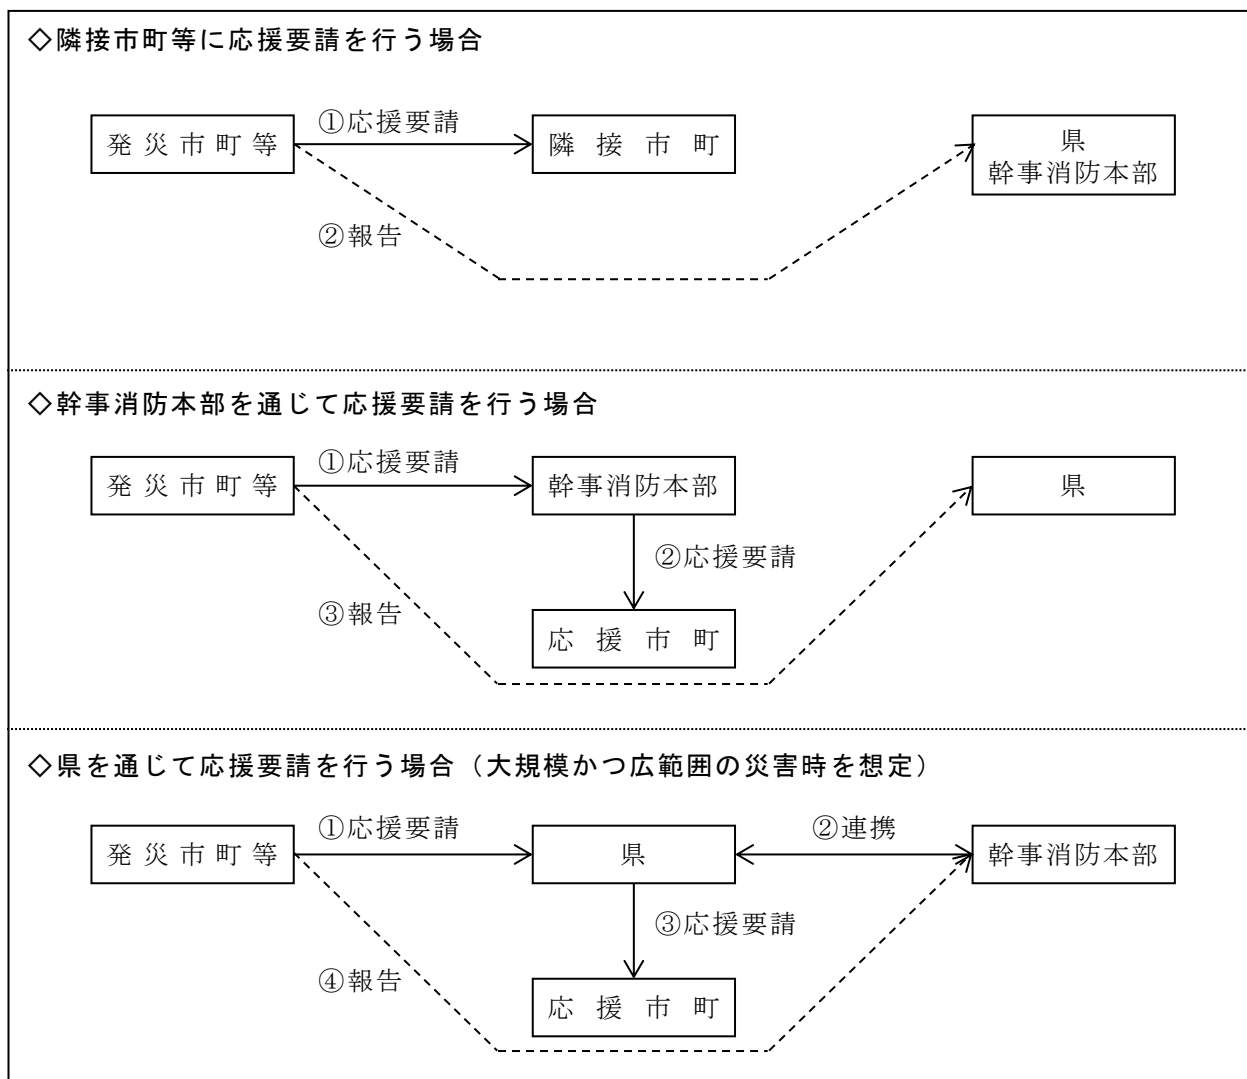 ◇隣接市町等に応援要請を行う場合
①応援要請
発災市町等
隣接市町
県
幹事消防本部
②報告
◇幹事消防本部を通じて応援要請を行う場合
①応援要請
発災市町等
幹事消防本部
県
②応援要請
③報告
応援市町
◇県を通じて応援要請を行う場合（大規模かつ広範囲の災害時を想定）
①応援要請
②連携
発災市町等
県
幹事消防本部
③応援要請
④報告
応援市町